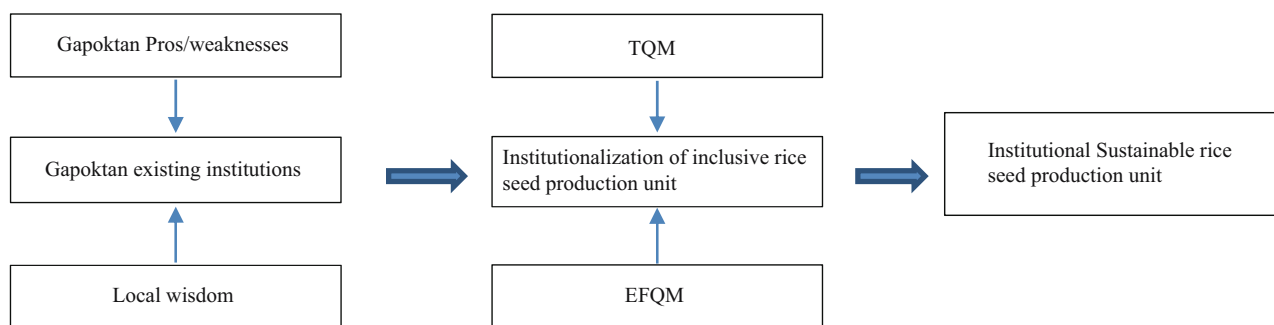 Gapoktan Pros/weaknesses
TQM
Gapoktan existing institutions
Institutionalization of inclusive rice
seed production unit
Institutional Sustainable rice
seed production unit
Local wisdom
EFQM